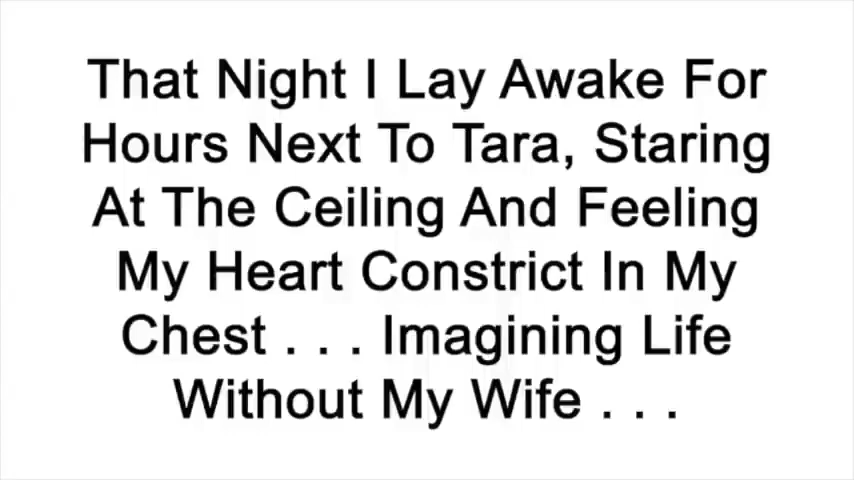 That Night I Lay Awake For
Hours Next To Tara, Staring
At The Ceiling And Feeling
My Heart Constrict In My
Chest . . . Imagining Life
Without My Wife . . .